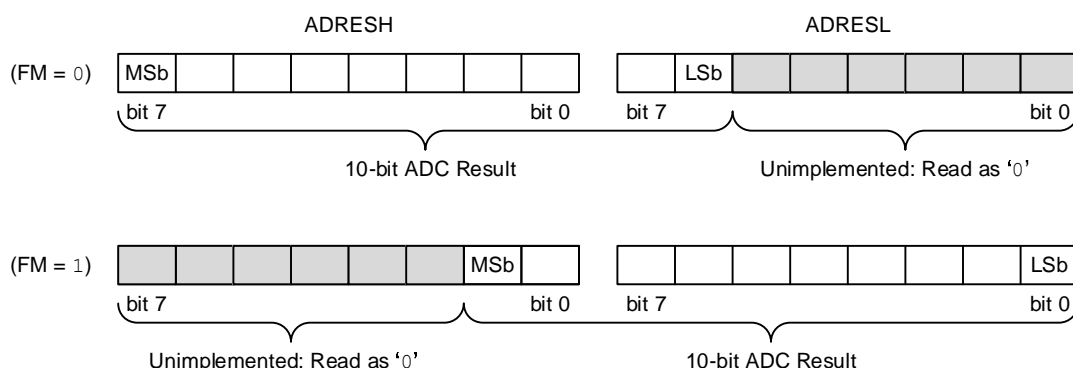 ADRESH ADRESL
(FM = 0) MSb LSb
bit 7 bit 0 bit 7 bit 0
10-bit ADC Result Unimplemented: Read as ‘0’
(FM = 1) MSb LSb
bit 7 bit 0 bit 7 bit 0
Unimplemented: Read as ‘0’ 10-bit ADC Result